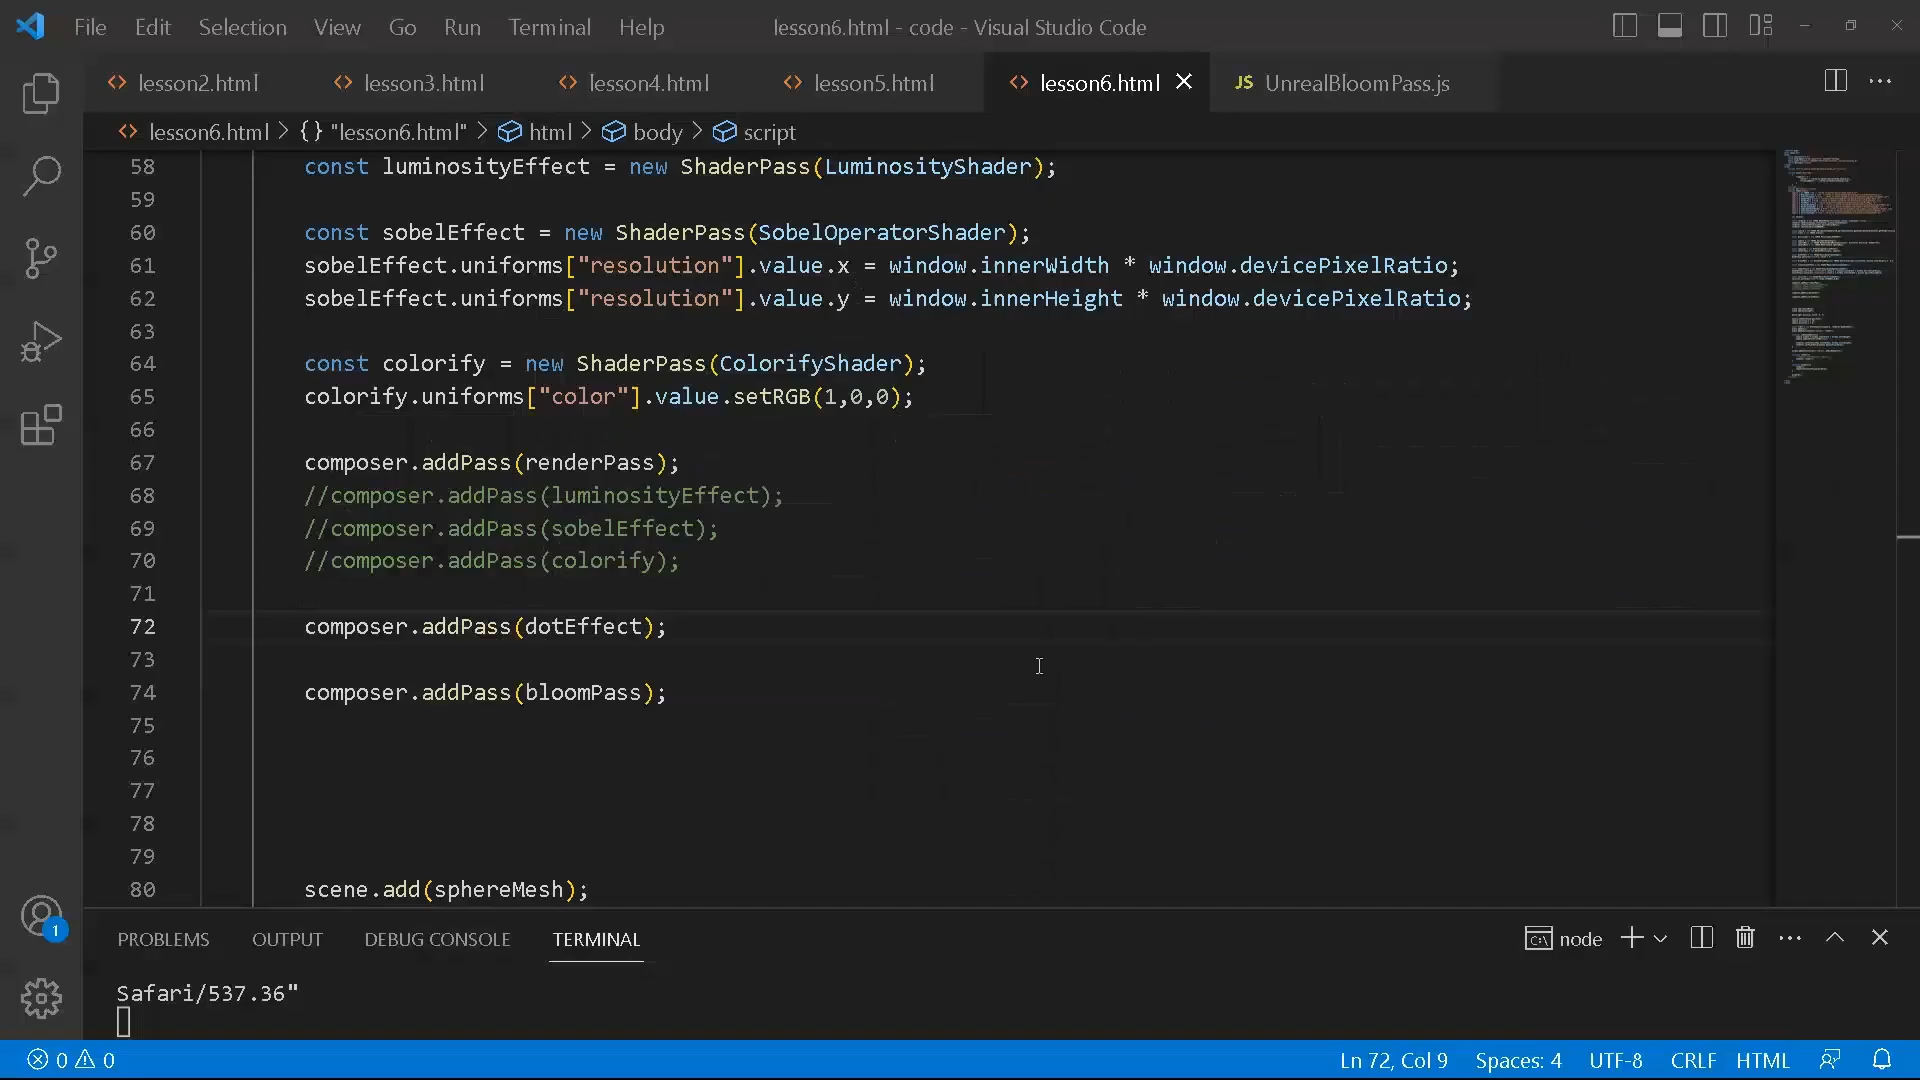 File Edit Selection View Go Run Terminal Help lesson6.html - code - Visual Studio Code
lesson2.html lesson3.html lesson4.html lesson5.html lesson6.html JS UnrealBloomPass.js
lesson6.html > {} "lesson6.html" > html > body > script
58 const luminosityEffect = new ShaderPass(LuminosityShader);
59
60 const sobelEffect = new ShaderPass(SobelOperatorShader);
61 sobelEffect.uniforms["resolution"].value.x = window.innerWidth * window.devicePixelRatio;
62 sobelEffect.uniforms["resolution"].value.y = window.innerHeight * window.devicePixelRatio;
63
64 const colorify = new ShaderPass(ColorifyShader);
65 colorify.uniforms["color"].value.setRGB(1,0,0);
66
67 composer.addPass(renderPass);
68 //composer.addPass(luminosityEffect);
69 //composer.addPass(sobelEffect);
70 //composer.addPass(colorify);
71
72 composer.addPass(dotEffect);
73
74 composer.addPass(bloomPass);
75
76
77
78
79
80 scene.add(sphereMesh);
1
PROBLEMS OUTPUT DEBUG CONSOLE TERMINAL node
Safari/537.36"
0 0 Ln 72, Col 9 Spaces: 4 UTF-8 CRLF HTML